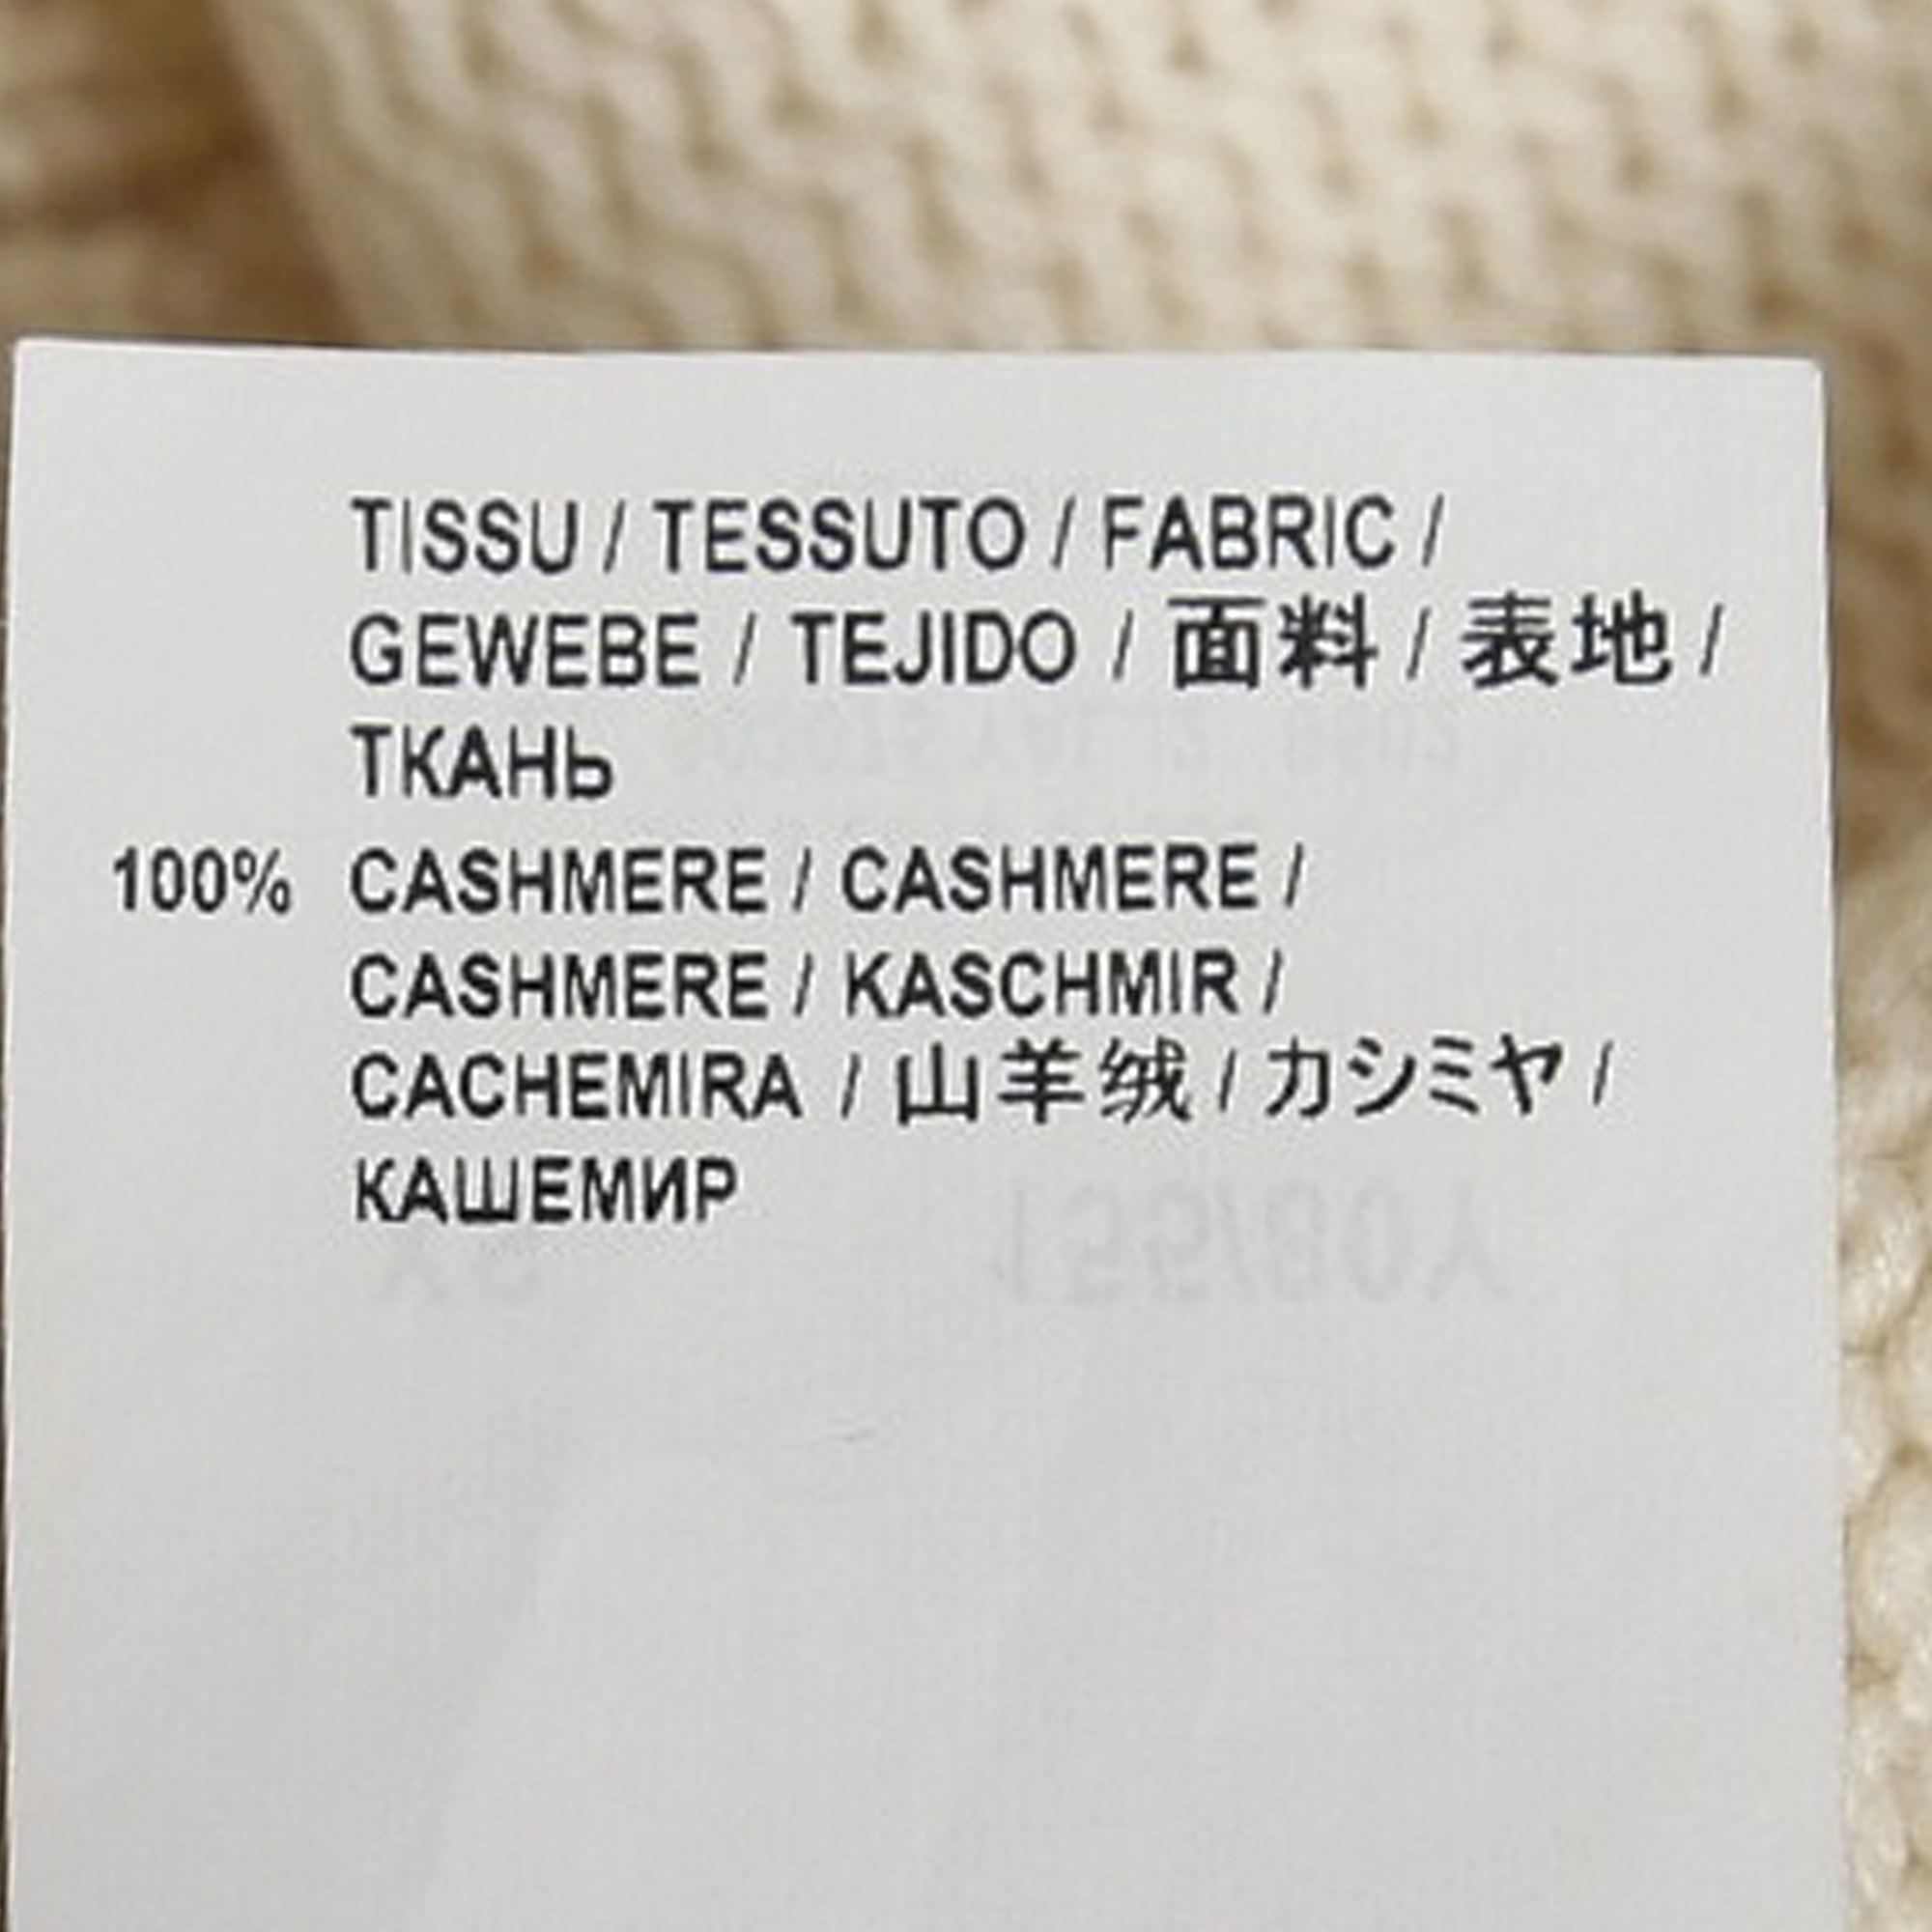 TISSU / TESSUTO / FABRIC /
GEWEBE / TEJIDO / 面料 / 表地 /
ТКАНЬ
100% CASHMERE / CASHMERE /
CASHMERE / KASCHMIR /
CACHEMIRA / 山羊绒 / カシミヤ /
КАШЕМИР